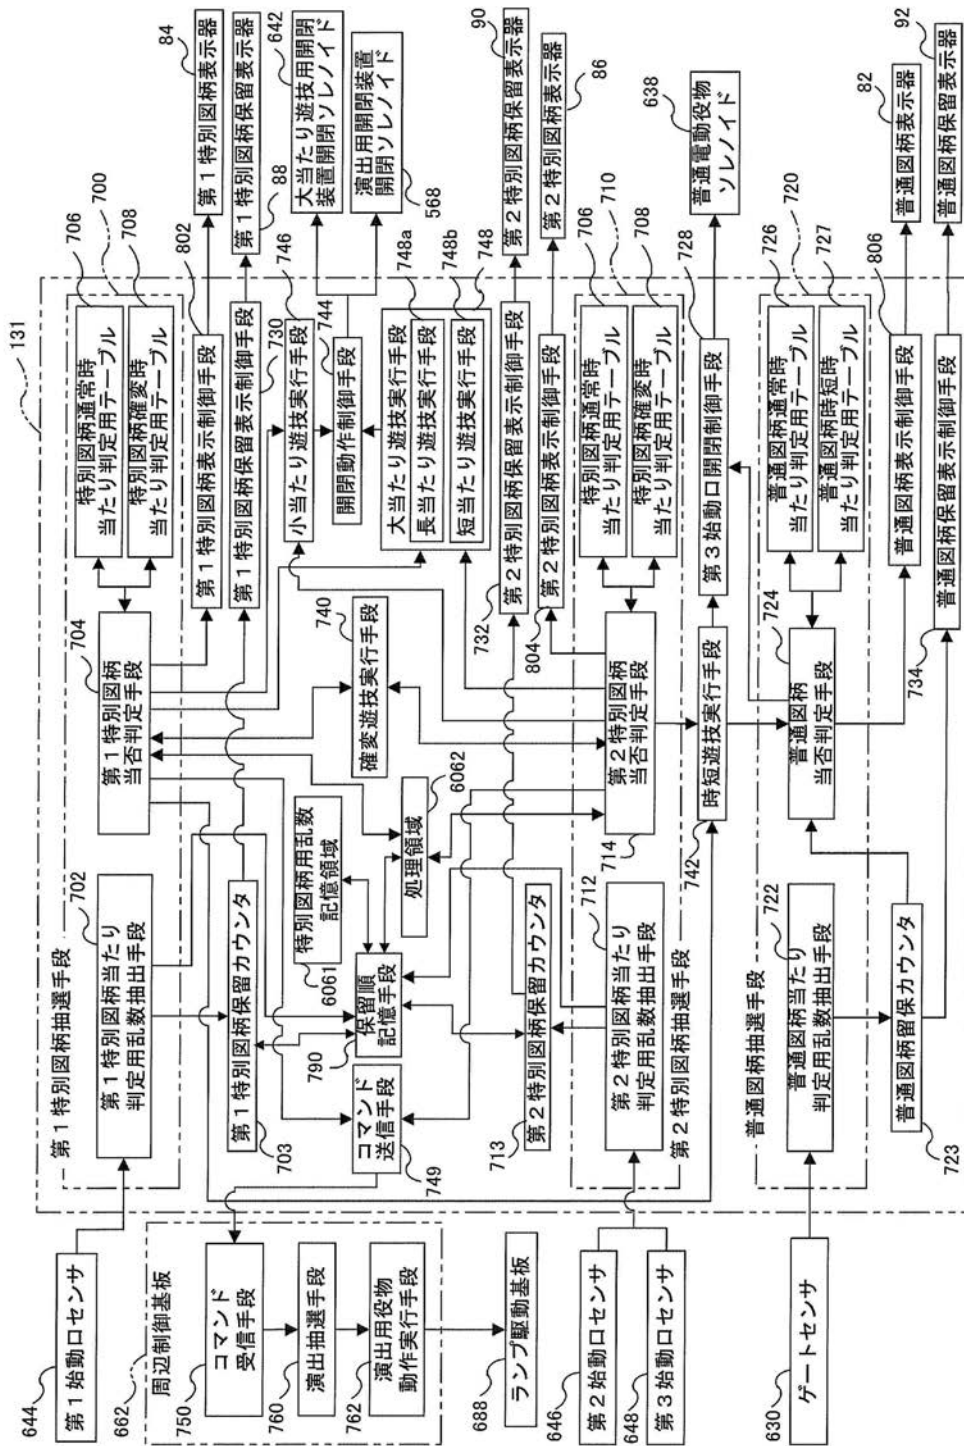 131
第1特別図柄抽選手段
644
第1始動口センサ
702
第1特別図柄当たり
判定用乱数抽出手段
704
第1特別図柄
当否判定手段
特別図柄通常時
当たり判定用テーブル
706
700
特別図柄確変時
当たり判定用テーブル
708
第1特別図柄表示制御手段
802
第1特別図柄表示器
84
703
第1特別図柄保留カウンタ
第1特別図柄保留表示制御手段
730
第1特別図柄保留表示器
88
周辺制御基板
662
750
コマンド
受信手段
760
演出抽選手段
762
演出用役物
動作実行手段
688
ランプ駆動基板
749
コマンド
送信手段
790
保留順
記憶手段
6061
特別図柄用乱数
記憶領域
処理領域
6062
確変遊技実行手段
740
小当たり遊技実行手段
746
開閉動作制御手段
744
大当たり遊技実行手段
長当たり遊技実行手段
748a
短当たり遊技実行手段
748b
748
大当たり遊技用開閉
装置開閉ソレノイド
642
演出用開閉装置
開閉ソレノイド
568
713
第2特別図柄保留カウンタ
732
第2特別図柄保留表示制御手段
第2特別図柄保留表示器
90
804
第2特別図柄表示制御手段
第2特別図柄表示器
86
646
第2始動口センサ
648
第3始動口センサ
712
第2特別図柄当たり
判定用乱数抽出手段
第2特別図柄抽選手段
714
第2特別図柄
当否判定手段
特別図柄通常時
当たり判定用テーブル
706
710
特別図柄確変時
当たり判定用テーブル
708
742
時短遊技実行手段
第3始動口開閉制御手段
728
普通電動役物
ソレノイド
638
普通図柄抽選手段
630
ゲートセンサ
722
普通図柄当たり
判定用乱数抽出手段
724
普通図柄
当否判定手段
普通図柄通常時
当たり判定用テーブル
726
720
普通図柄時短時
当たり判定用テーブル
727
723
普通図柄留保カウンタ
普通図柄表示制御手段
806
普通図柄表示器
82
734
普通図柄保留表示制御手段
普通図柄保留表示器
92